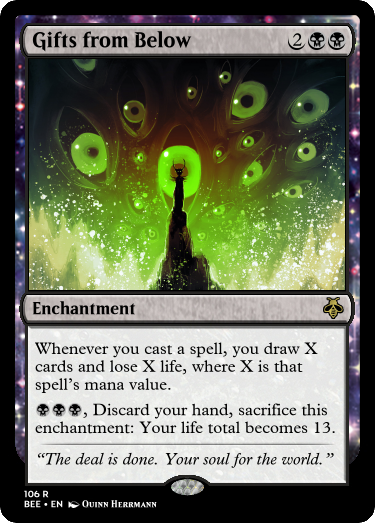 Gifts from Below 2
Enchantment
Whenever you cast a spell, you draw X
cards and lose X life, where X is that
spell's mana value.
, Discard your hand, sacrifice this
enchantment: Your life total becomes 13.
“The deal is done. Your soul for the world.”
106 R
BEE • EN Quinn Herrmann